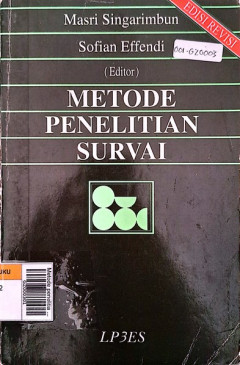 Masri Singarimbun
EDISI REVISI
Sofian Effendi
(Editor)
METODE
PENELITIAN
SURVAI
LP3ES